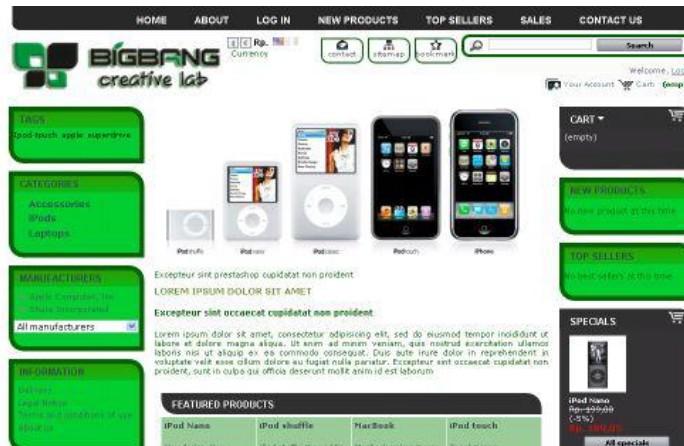 HOME ABOUT LOG IN NEW PRODUCTS TOP SELLERS SALES CONTACT US
BIGBANG
creative lab
€ £ Rp.
Currency
contact sitemap bookmark
Search
Welcome, Log
Your Account Cart: (emp
TAGS
Ipod touch apple superdrive
CATEGORIES
Accessories
iPods
Laptops
MANUFACTURERS
Apple Computer, Inc
Shure Incorporated
All manufacturers
INFORMATION
Delivery
Legal Notice
Terms and conditions of use
About us
iPod shuffle iPod nano iPod classic iPod touch iPhone
Excepteur sint prestashop cupidatat non proident
LOREM IPSUM DOLOR SIT AMET
Excepteur sint occaecat cupidatat non proident
Lorem ipsum dolor sit amet, consectetur adipisicing elit, sed do eiusmod tempor incididunt ut
labore et dolore magna aliqua. Ut enim ad minim veniam, quis nostrud exercitation ullamco
laboris nisi ut aliquip ex ea commodo consequat. Duis aute irure dolor in reprehenderit in
voluptate velit esse cillum dolore eu fugiat nulla pariatur. Excepteur sint occaecat cupidatat non
proident, sunt in culpa qui officia deserunt mollit anim id est laborum
FEATURED PRODUCTS
iPod Nano iPod shuffle MacBook iPod touch
CART
(empty)
NEW PRODUCTS
No new product at this time
TOP SELLERS
No best sellers at this time
SPECIALS
iPod Nano
Rp. 199,00
(-5%)
Rp. 189,05
All specials